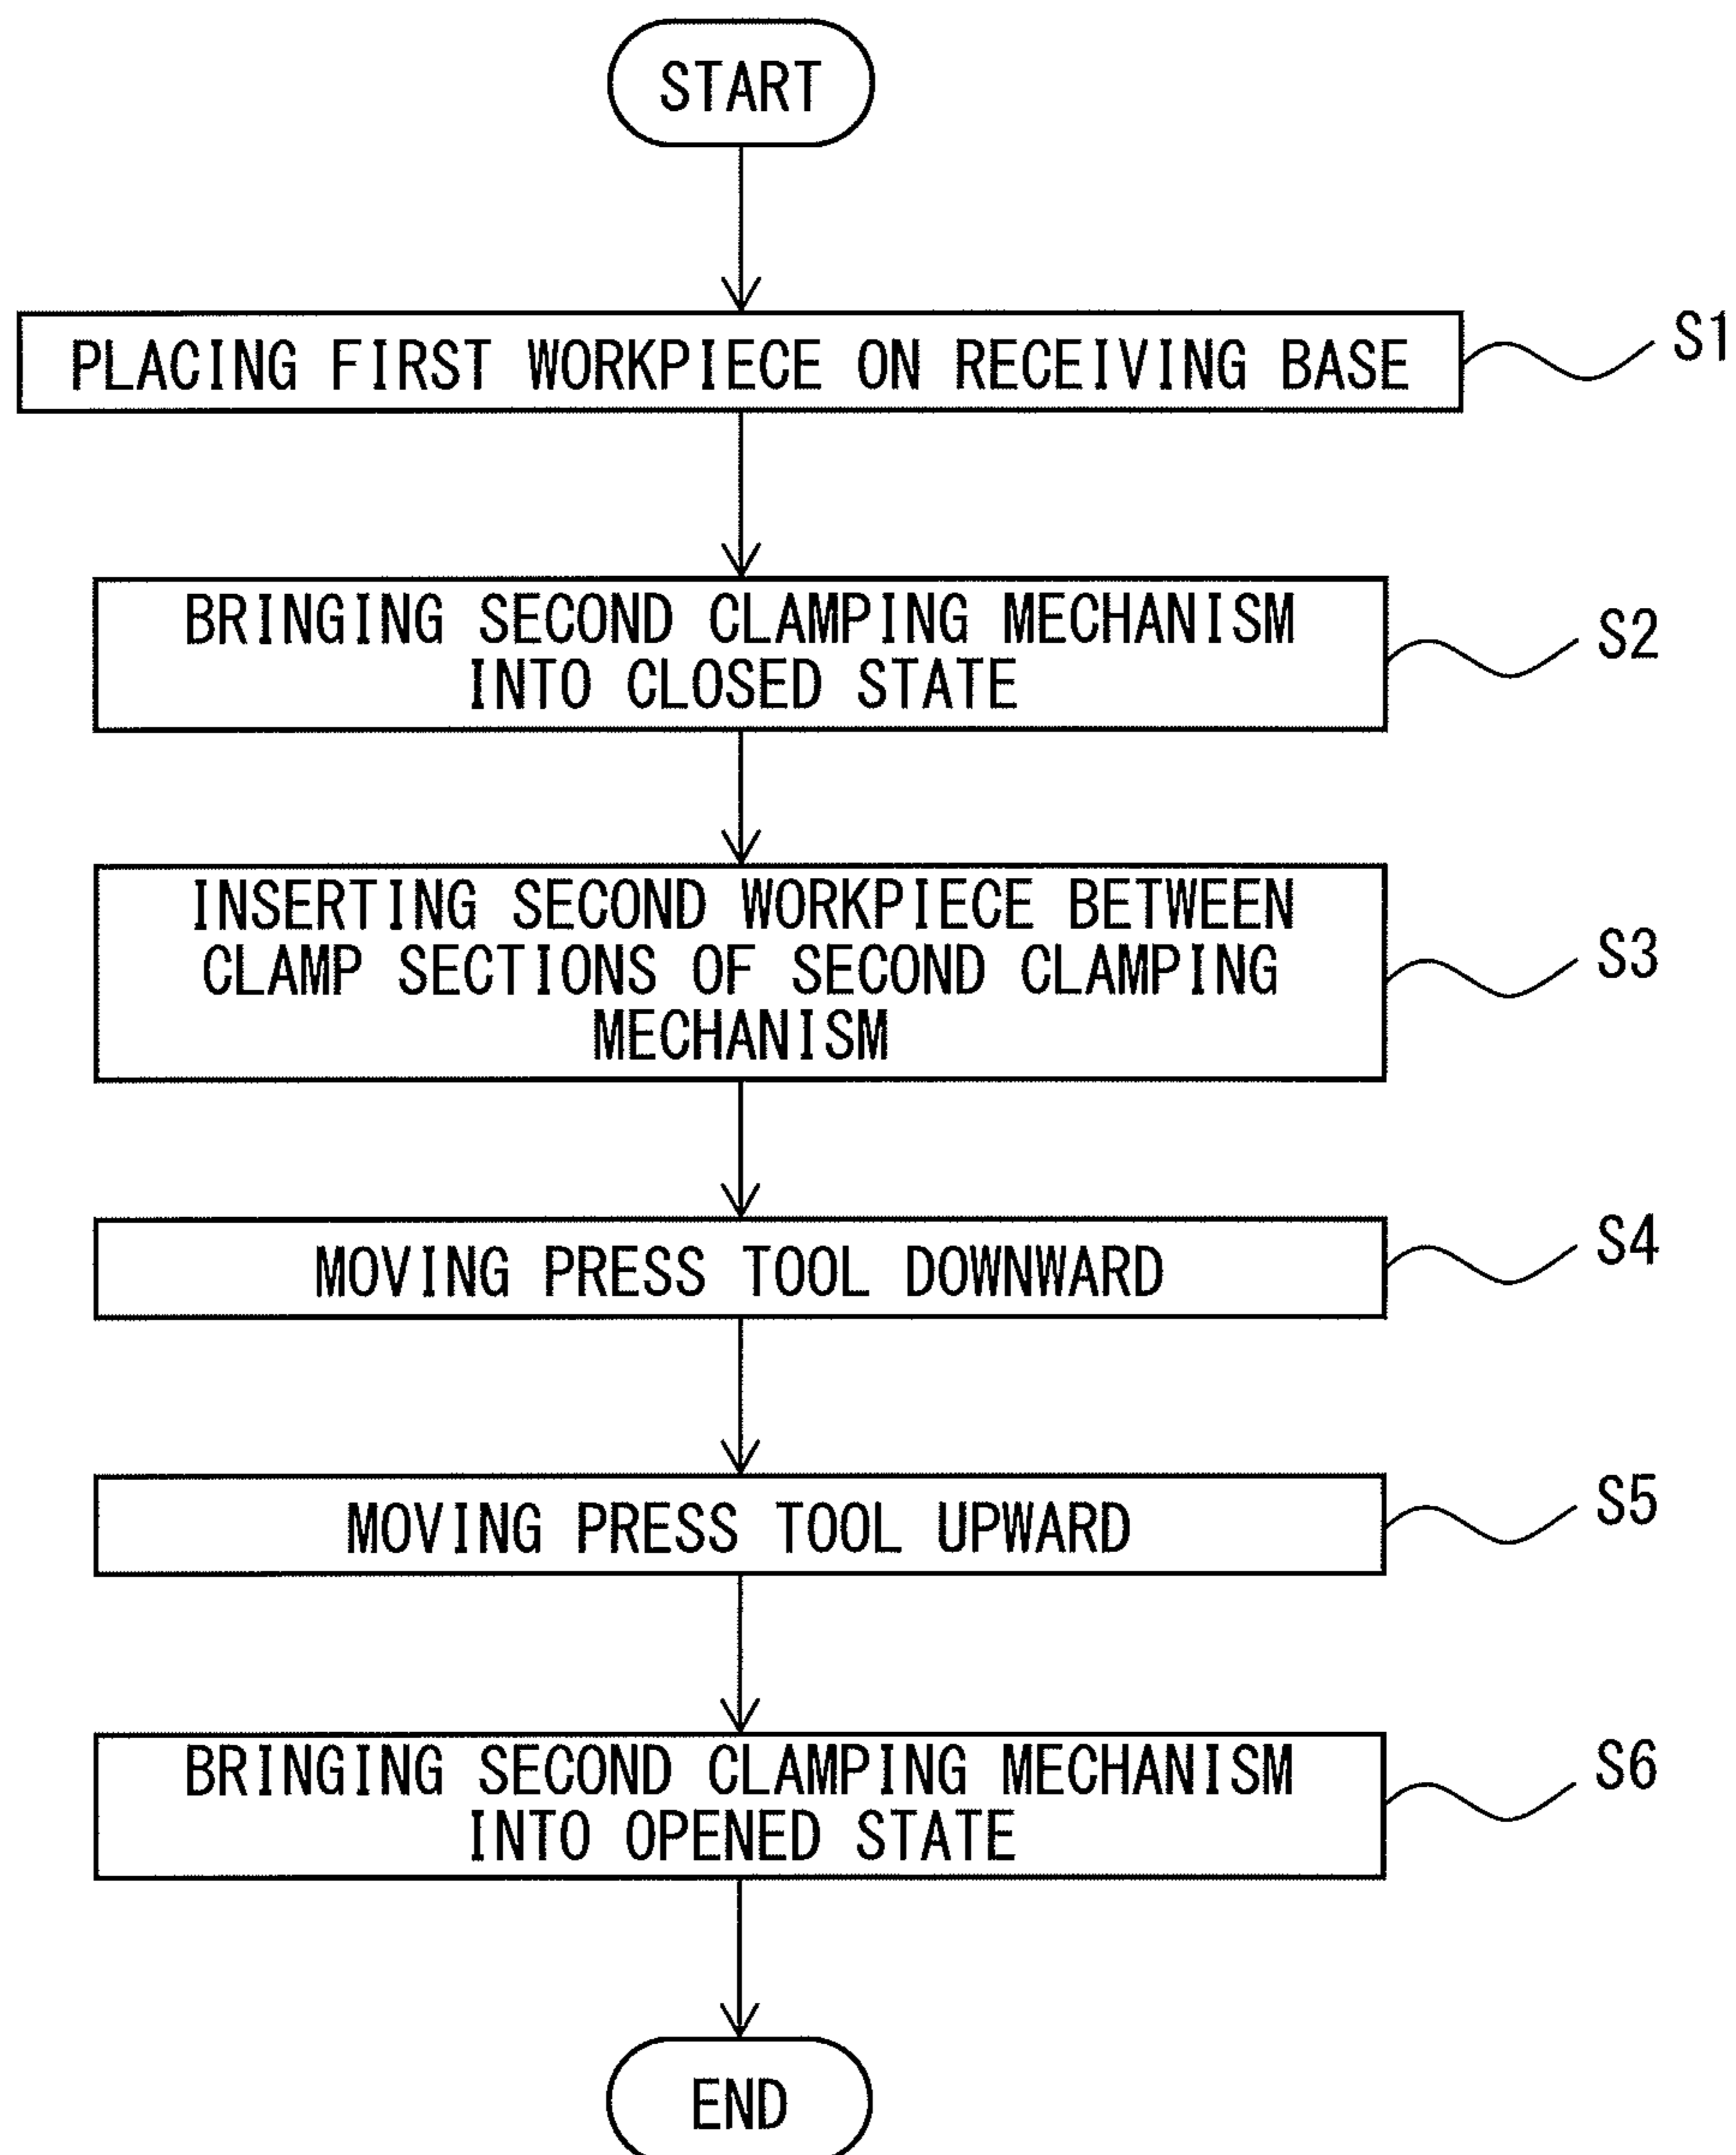 START
PLACING FIRST WORKPIECE ON RECEIVING BASE
S1
BRINGING SECOND CLAMPING MECHANISM
INTO CLOSED STATE
S2
INSERTING SECOND WORKPIECE BETWEEN
CLAMP SECTIONS OF SECOND CLAMPING
MECHANISM
S3
MOVING PRESS TOOL DOWNWARD
S4
MOVING PRESS TOOL UPWARD
S5
BRINGING SECOND CLAMPING MECHANISM
INTO OPENED STATE
S6
END